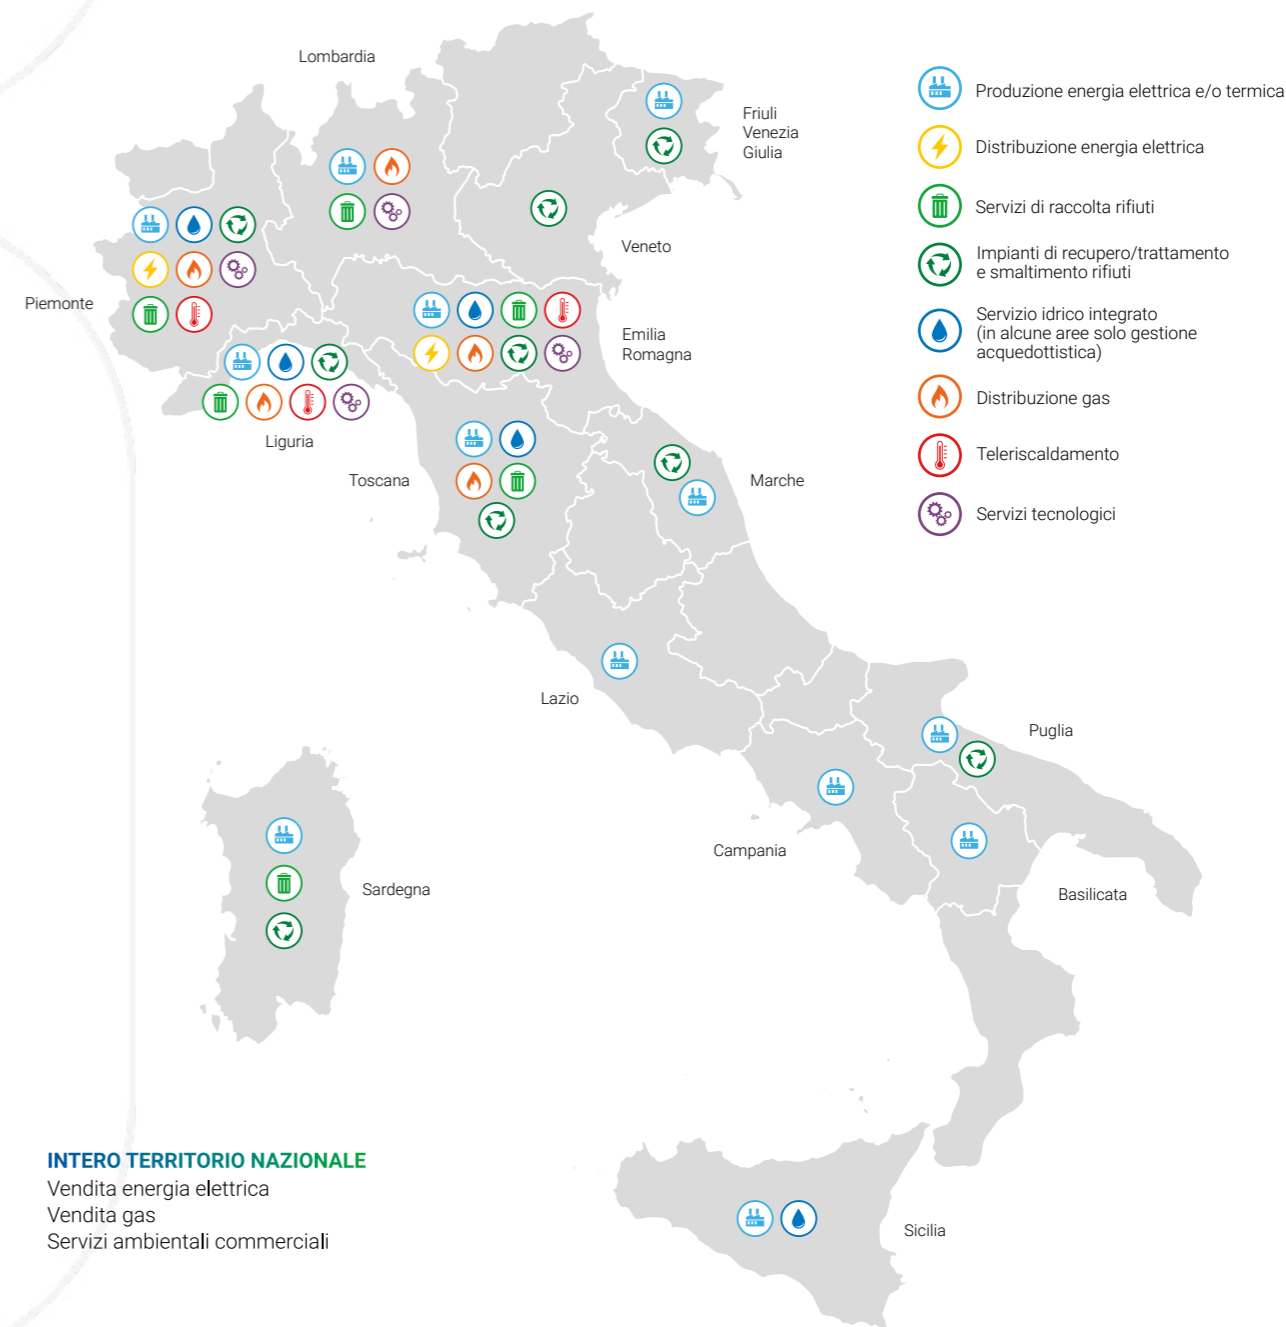 Lombardia
Friuli
Venezia
Giulia
Veneto
Piemonte
Emilia
Romagna
Liguria
Toscana
Marche
Lazio
Puglia
Campania
Basilicata
Sardegna
Sicilia
Produzione energia elettrica e/o termica
Distribuzione energia elettrica
Servizi di raccolta rifiuti
Impianti di recupero/trattamento
e smaltimento rifiuti
Servizio idrico integrato
(in alcune aree solo gestione
acquedottistica)
Distribuzione gas
Teleriscaldamento
Servizi tecnologici
INTERO TERRITORIO NAZIONALE
Vendita energia elettrica
Vendita gas
Servizi ambientali commerciali